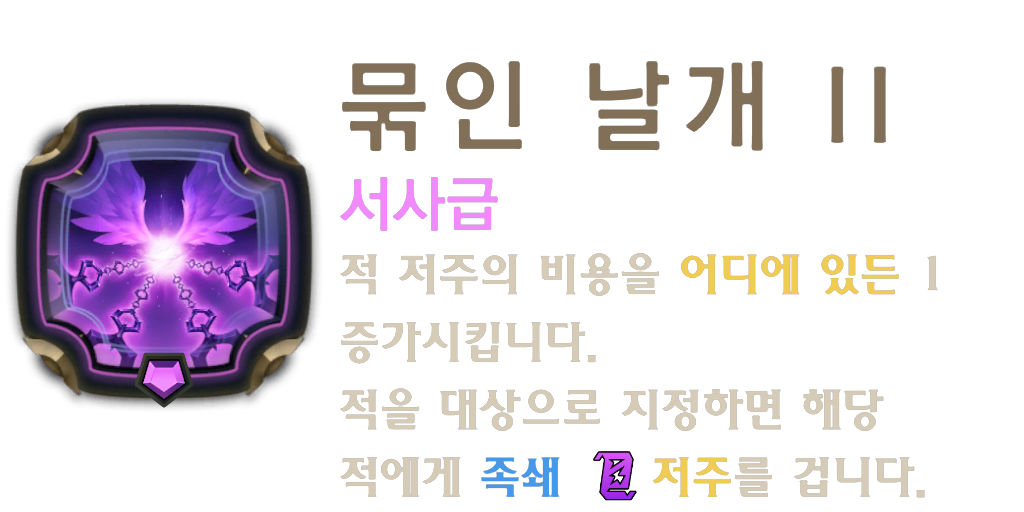 묶인 날개 II
서사급
적 저주의 비용을 어디에 있든 1
증가시킵니다.
적을 대상으로 지정하면 해당
적에게 족쇄 저주를 겁니다.